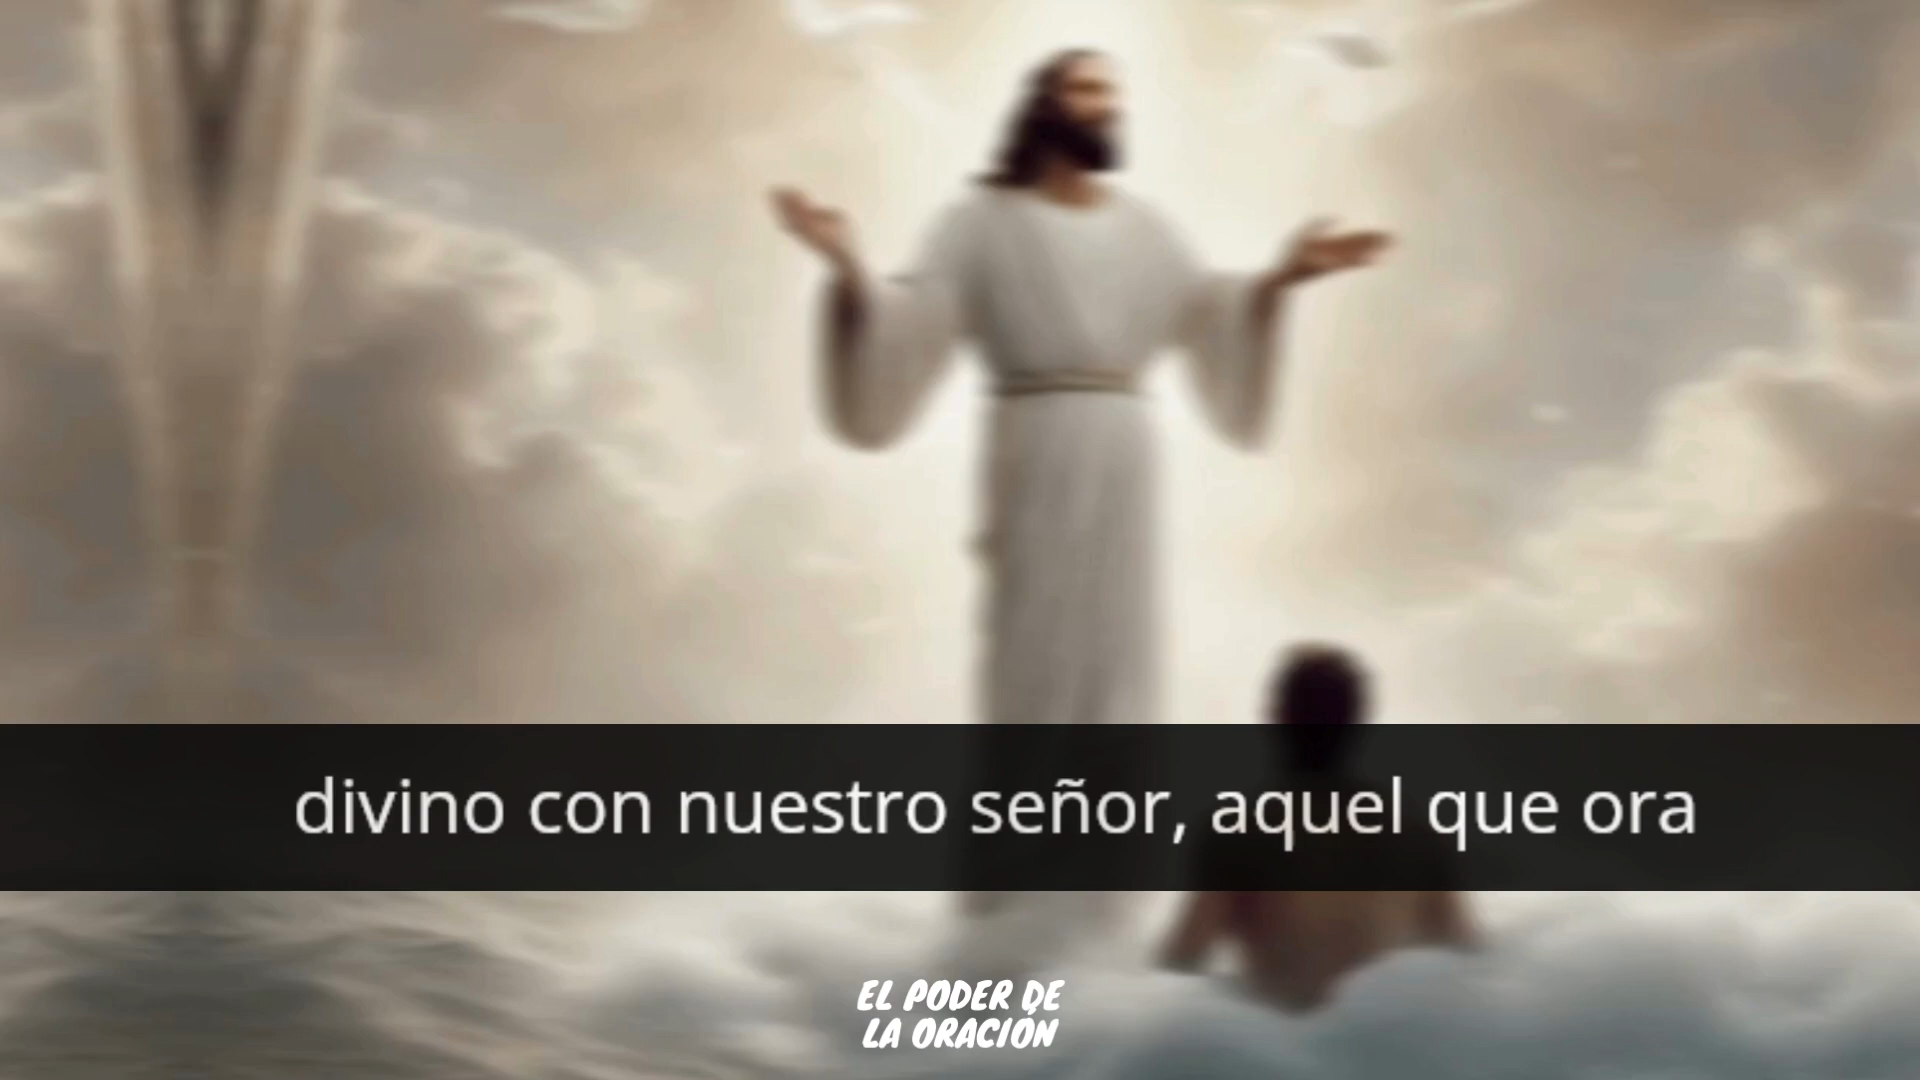 divino con nuestro señor, aquel que ora
EL PODER DE
LA ORACIÓN